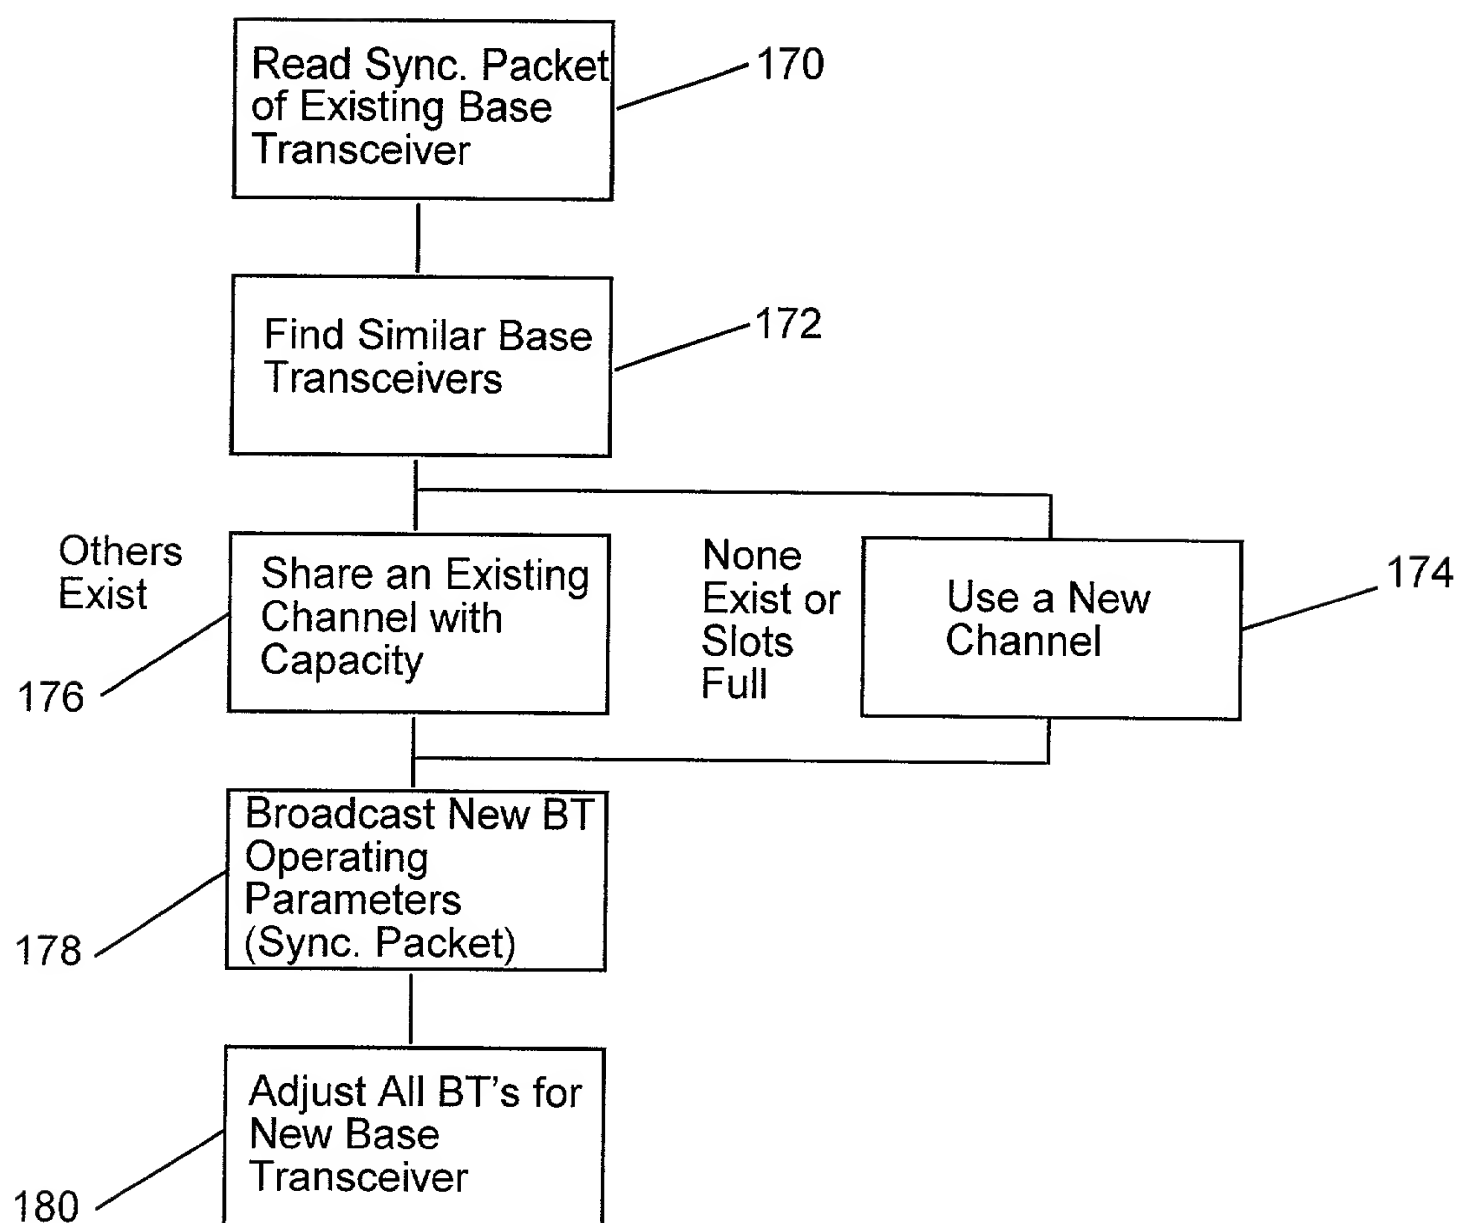 Read Sync. Packet
of Existing Base
Transceiver
170
Find Similar Base
Transceivers
172
Others
Exist
Share an Existing
Channel with
Capacity
176
None
Exist or
Slots
Full
Use a New
Channel
174
Broadcast New BT
Operating
Parameters
(Sync. Packet)
178
Adjust All BT's for
New Base
Transceiver
180